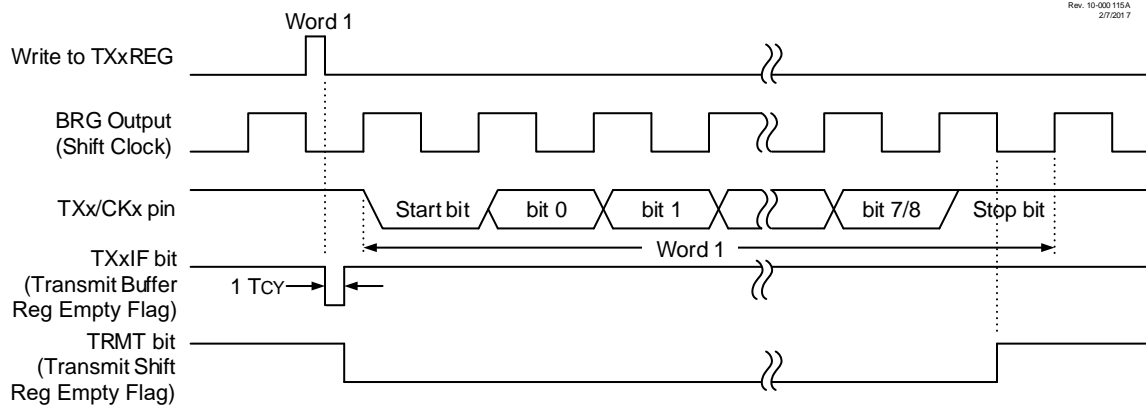 Rev. 10-000115A
2/7/2017
Word 1
Write to TXxREG
BRG Output
(Shift Clock)
TXx/CKx pin
Start bit
bit 0
bit 1
bit 7/8
Stop bit
Word 1
TXxIF bit
(Transmit Buffer
Reg Empty Flag)
1 TCY
TRMT bit
(Transmit Shift
Reg Empty Flag)